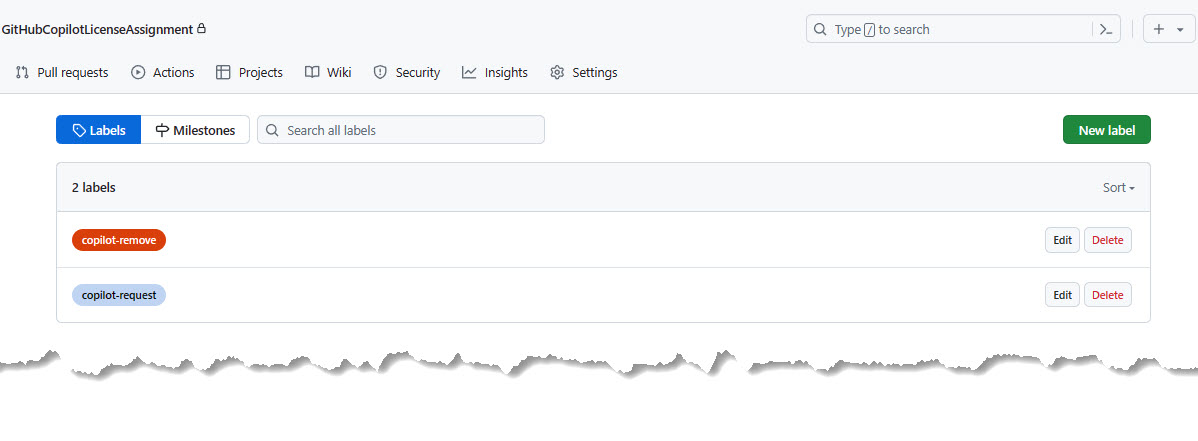 GitHubCopilotLicenseAssignment
Type / to search
Pull requests Actions Projects Wiki Security Insights Settings
Labels Milestones Search all labels New label
2 labels Sort
copilot-remove Edit Delete
copilot-request Edit Delete